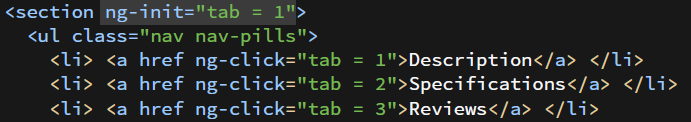 <section ng-init="tab = 1">
<ul class="nav nav-pills">
<li> <a href ng-click="tab = 1">Description</a> </li>
<li> <a href ng-click="tab = 2">Specifications</a> </li>
<li> <a href ng-click="tab = 3">Reviews</a> </li>